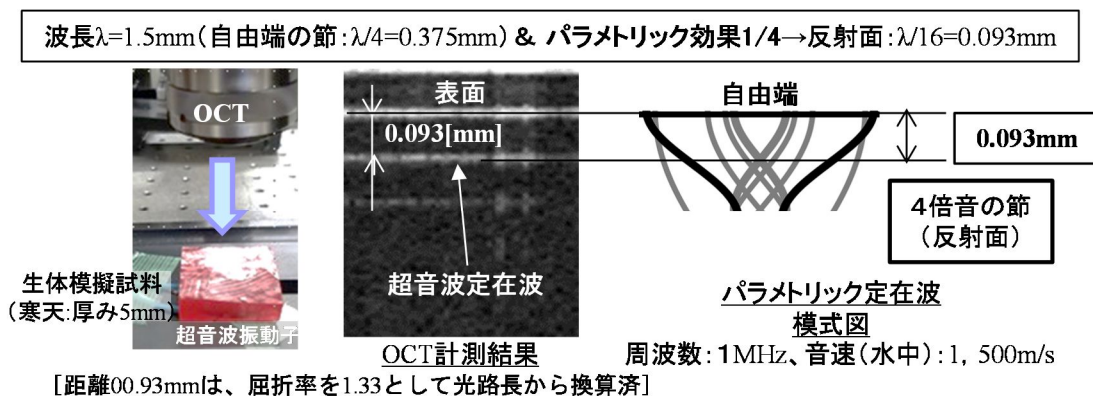 波長λ=1.5mm(自由端の節:λ/4=0.375mm) & パラメトリック効果1/4→反射面:λ/16=0.093mm
OCT
生体模擬試料
(寒天:厚み5mm)
超音波振動子
表面
0.093[mm]
超音波定在波
OCT計測結果
自由端
0.093mm
4倍音の節
(反射面)
パラメトリック定在波
模式図
周波数:1MHz、音速(水中):1, 500m/s
[距離00.93mmは、屈折率を1.33として光路長から換算済]